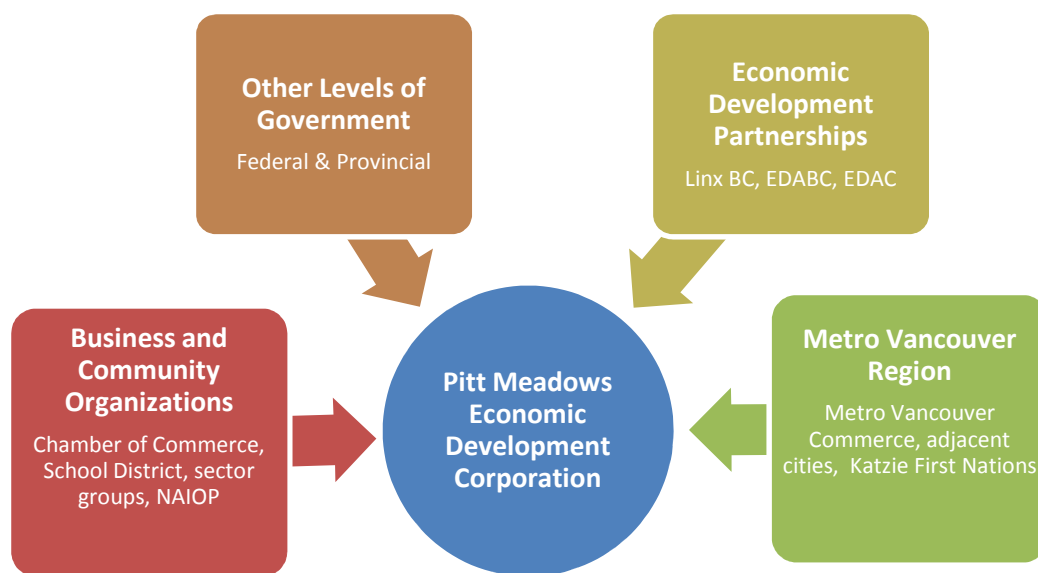 Other Levels of
Government
Federal & Provincial
Economic
Development
Partnerships
Linx BC, EDABC, EDAC
Business and
Community
Organizations
Chamber of Commerce,
School District, sector
groups, NAIOP
Pitt Meadows
Economic
Development
Corporation
Metro Vancouver
Region
Metro Vancouver
Commerce, adjacent
cities, Katzie First Nations